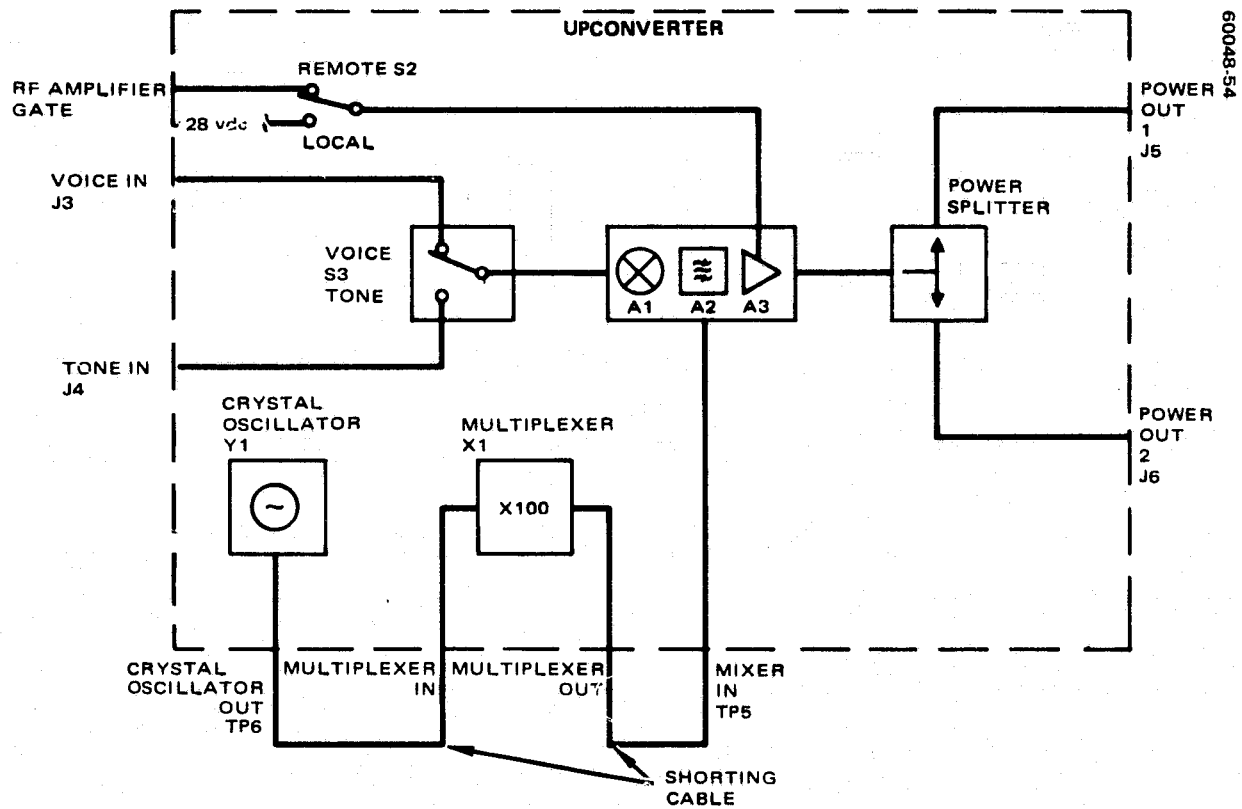 UPCONVERTER
60048-54
REMOTE S2
RF AMPLIFIER
GATE
28 vdc
LOCAL
POWER
OUT
1
J5
VOICE IN
J3
POWER
SPLITTER
VOICE
S3
TONE
A1 A2 A3
TONE IN
J4
CRYSTAL
OSCILLATOR
Y1
MULTIPLEXER
X1
X100
POWER
OUT
2
J6
CRYSTAL
OSCILLATOR
OUT
TP6
MULTIPLEXER
IN
MULTIPLEXER
OUT
MIXER
IN
TP5
SHORTING
CABLE